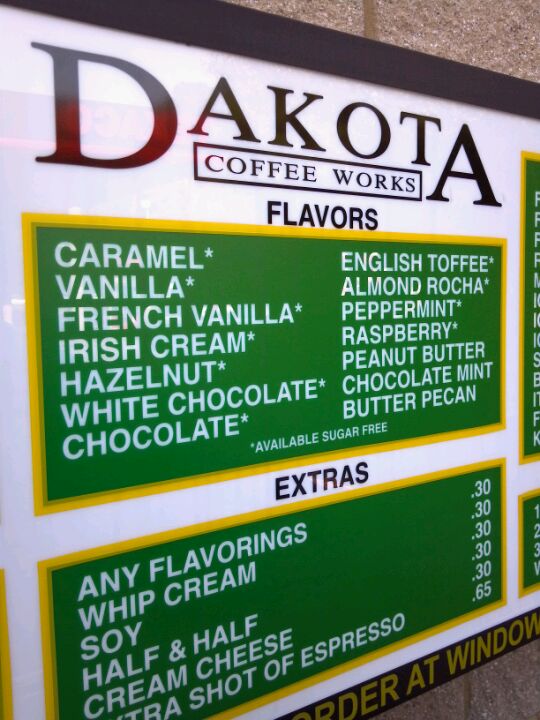 DAKOTA
COFFEE WORKS
FLAVORS
CARAMEL*
VANILLA*
FRENCH VANILLA*
IRISH CREAM*
HAZELNUT*
WHITE CHOCOLATE*
CHOCOLATE*
ENGLISH TOFFEE*
ALMOND ROCHA*
PEPPERMINT*
RASPBERRY*
PEANUT BUTTER
CHOCOLATE MINT
BUTTER PECAN
*AVAILABLE SUGAR FREE
EXTRAS
ANY FLAVORINGS .30
WHIP CREAM .30
SOY .30
HALF & HALF .30
CREAM CHEESE .30
EXTRA SHOT OF ESPRESSO .65
ORDER AT WINDOW